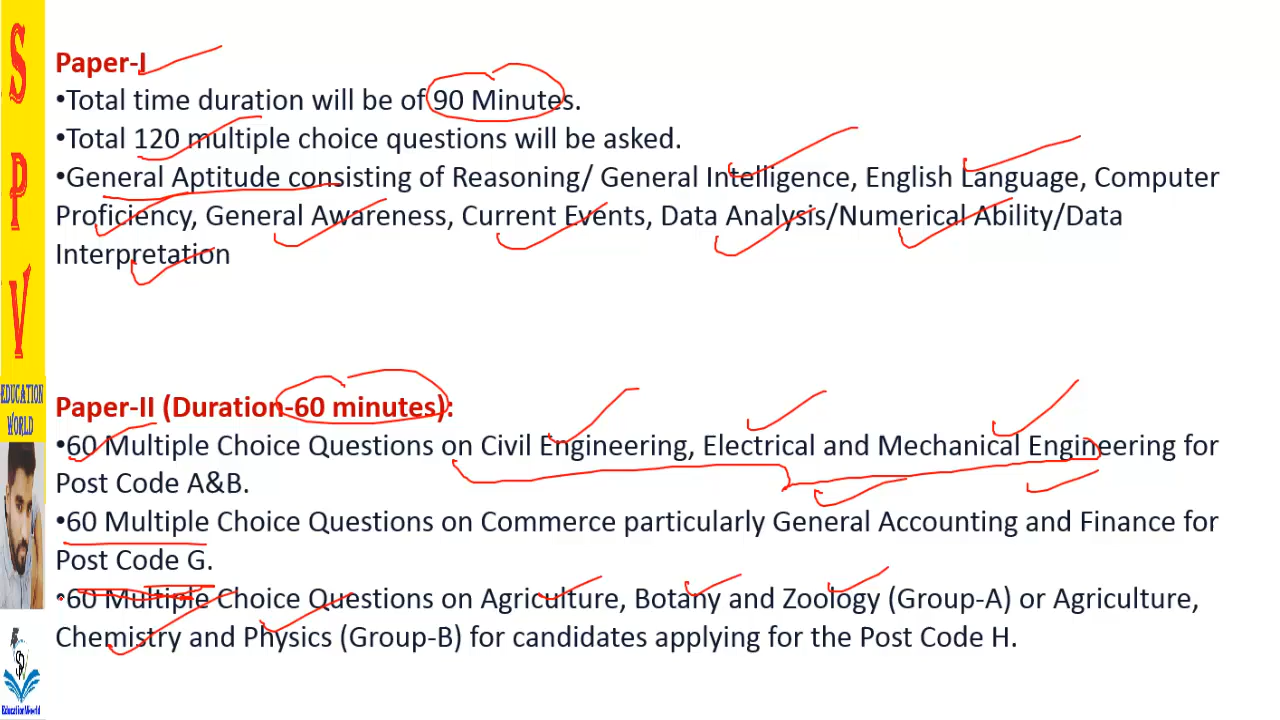 S
P
V
EDUCATION
WORLD
Paper-I
•Total time duration will be of 90 Minutes.
•Total 120 multiple choice questions will be asked.
•General Aptitude consisting of Reasoning/ General Intelligence, English Language, Computer
Proficiency, General Awareness, Current Events, Data Analysis/Numerical Ability/Data
Interpretation
Paper-II (Duration-60 minutes):
•60 Multiple Choice Questions on Civil Engineering, Electrical and Mechanical Engineering for
Post Code A&B.
•60 Multiple Choice Questions on Commerce particularly General Accounting and Finance for
Post Code G.
•60 Multiple Choice Questions on Agriculture, Botany and Zoology (Group-A) or Agriculture,
Chemistry and Physics (Group-B) for candidates applying for the Post Code H.
Education World